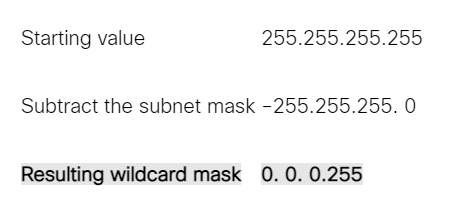 Starting value 255.255.255.255
Subtract the subnet mask -255.255.255. 0
Resulting wildcard mask 0. 0. 0.255